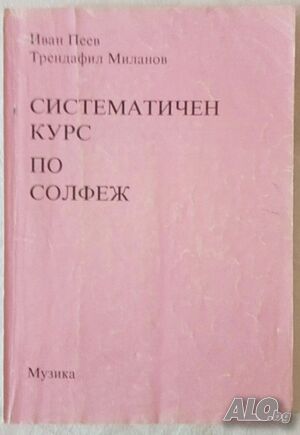 Иван Пеев
Трендафил Миланов
СИСТЕМАТИЧЕН
КУРС
ПО
СОЛФЕЖ
Музика
ALO.bg